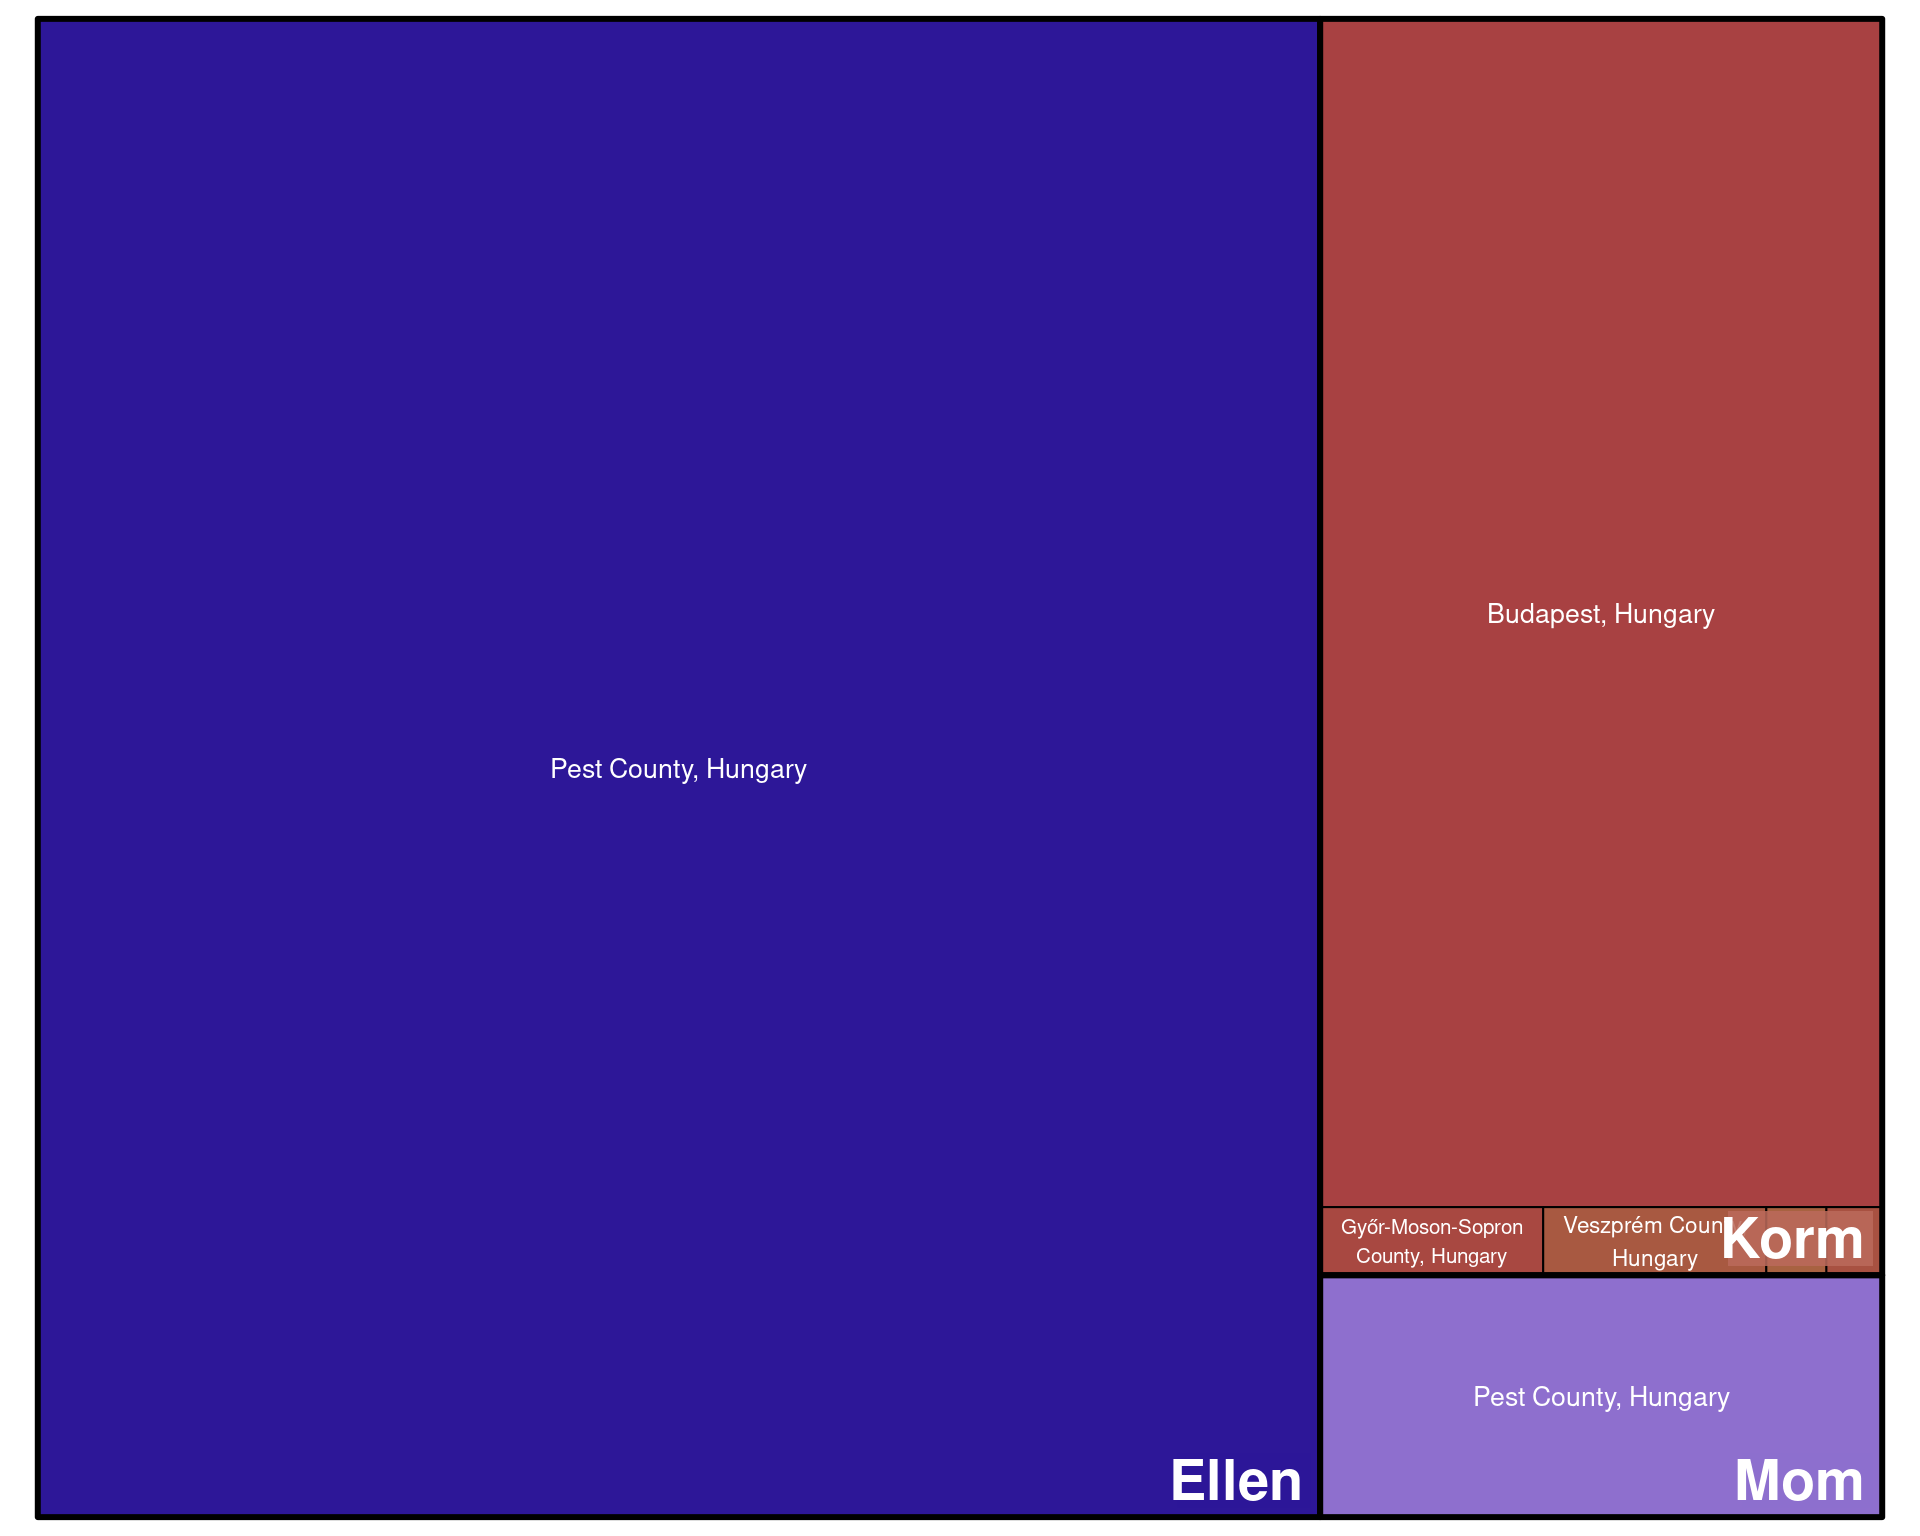 Pest County, Hungary
Ellen
Budapest, Hungary
Győr-Moson-Sopron
County, Hungary
Veszprém Coun
Hungary
Korm
Pest County, Hungary
Mom